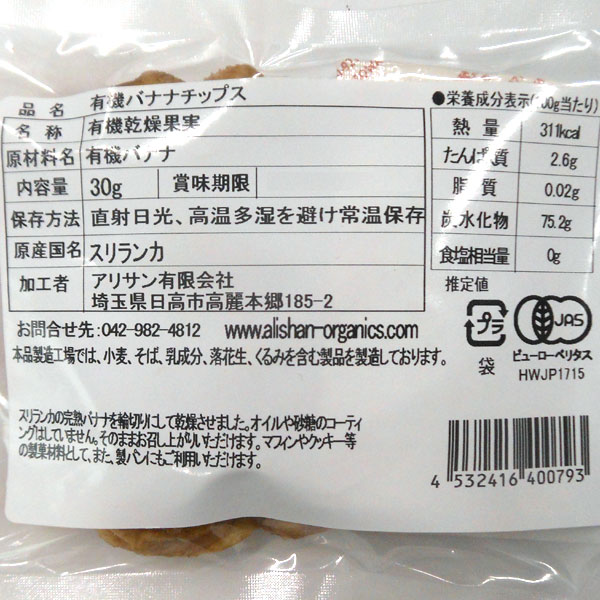 品名 有機バナナチップス
名称 有機乾燥果実
原材料名 有機バナナ
内容量 30g 賞味期限
保存方法 直射日光、高温多湿を避け常温保存
原産国名 スリランカ
加工者 アリサン有限会社
埼玉県日高市高麗本郷185-2
お問合せ先:042-982-4812 www.alishan-organics.com
本品製造工場では、小麦、そば、乳成分、落花生、くるみを含む製品を製造しております。
●栄養成分表示(100g当たり)
熱量 311kcal
たんぱく質 2.6g
脂質 0.02g
炭水化物 75.2g
食塩相当量 0g
推定値
プラ
袋
JAS
ビューローベリタス
HWJP1715
スリランカの完熟バナナを輪切りにして乾燥させました。オイルや砂糖のコーティ
ングはしていません。そのままお召し上がりいただけます。マフィンやクッキー等
の製菓材料として、また、製パンにもご利用いただけます。
4 532416 400793